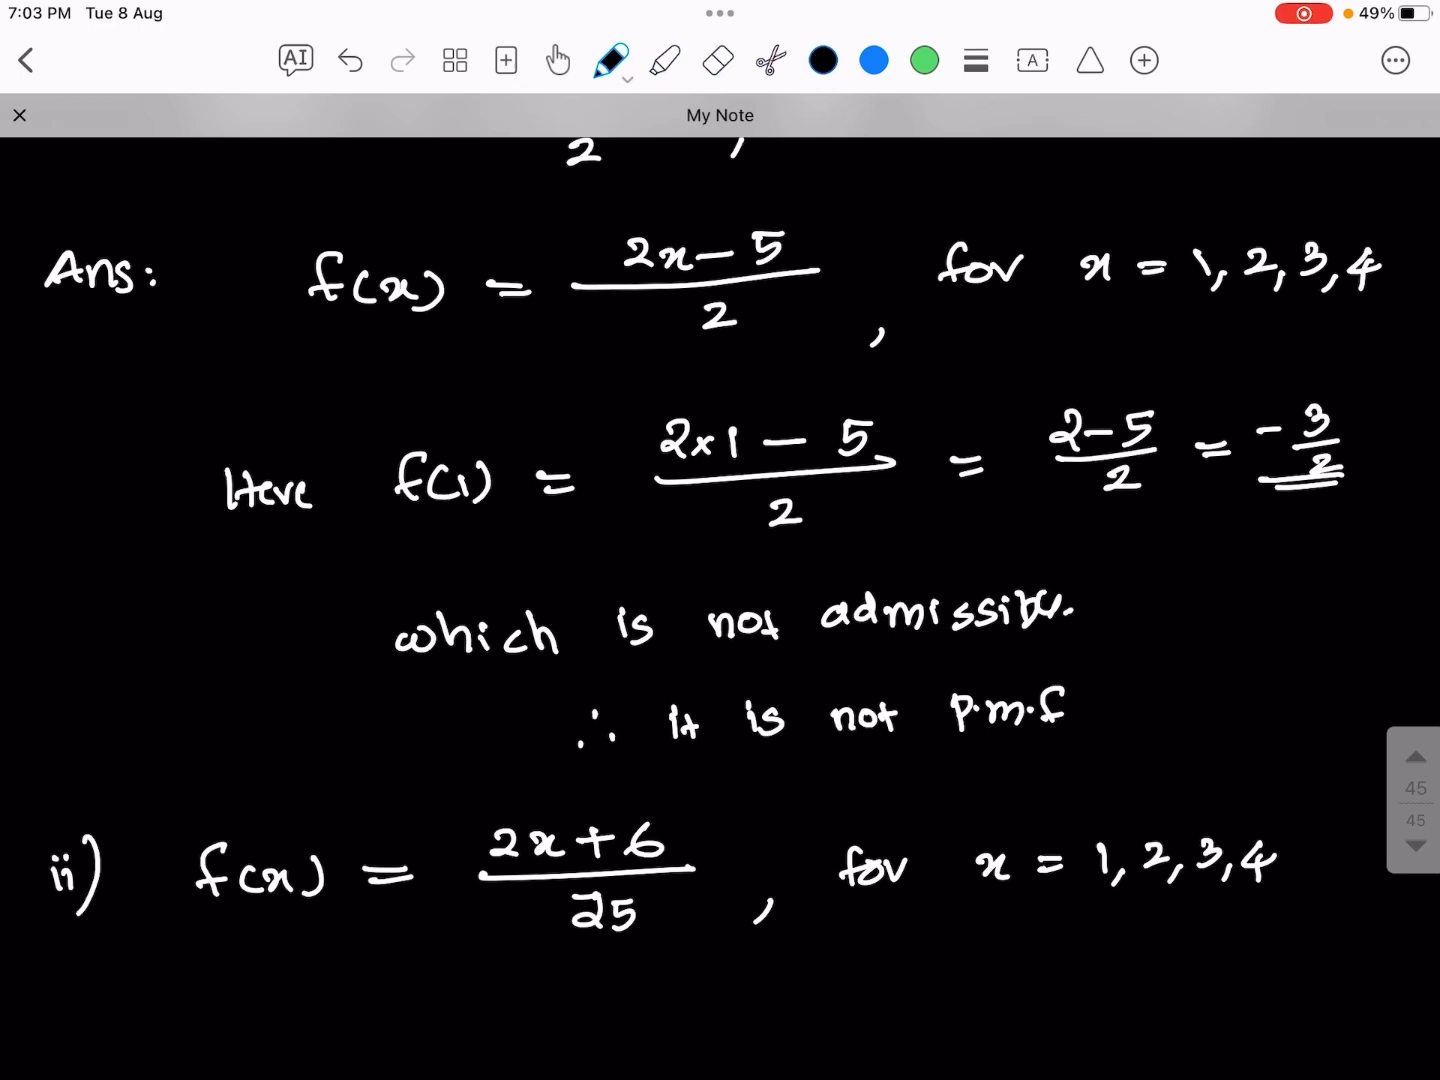 7:03 PM Tue 8 Aug
49%
AI
A
My Note
2 ,
Ans: f(x) = 2x - 5 / 2 , for x = 1, 2, 3, 4
Here f(1) = 2×1 - 5 / 2 = 2-5 / 2 = -3/2
which is not admissible.
∴ it is not p.m.f
45
45
ii) f(x) = 2x+6 / 25 , for x = 1, 2, 3, 4